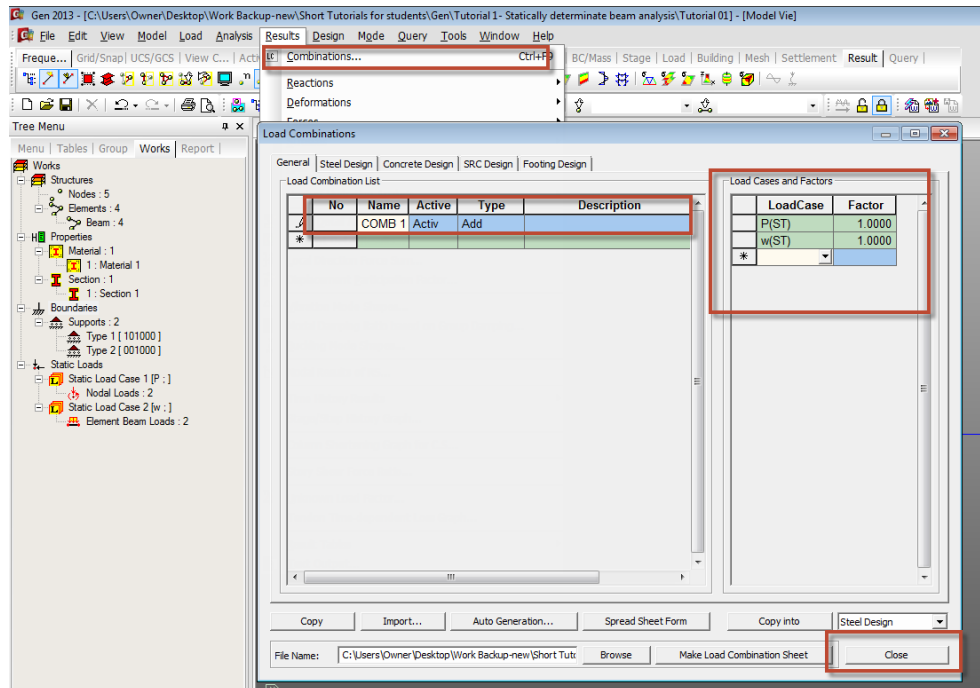 Gen 2013 - [C:\Users\Owner\Desktop\Work Backup-new\Short Tutorials for students\Gen\Tutorial 1- Statically determinate beam analysis\Tutorial 01] - [Model Vie]
File Edit View Model Load Analysis Results Design Mode Query Tools Window Help
Freque... Grid/Snap UCS/GCS View C... BC/Mass Stage Load Building Mesh Settlement Result Query
LC Combinations... Ctrl+F9
Reactions
Deformations
Forces
Tree Menu
Menu Tables Group Works Report
Works
Structures
Nodes : 5
Elements : 4
Beam : 4
Properties
Material : 1
1 : Material 1
Section : 1
1 : Section 1
Boundaries
Supports : 2
Type 1 [ 101000 ]
Type 2 [ 001000 ]
Static Loads
Static Load Case 1 [P ; ]
Nodal Loads : 2
Static Load Case 2 [w ; ]
Element Beam Loads : 2
Load Combinations
General Steel Design Concrete Design SRC Design Footing Design
Load Combination List
No Name Active Type Description
COMB 1 Activ Add
*
Load Cases and Factors
LoadCase Factor
P(ST) 1.0000
w(ST) 1.0000
*
Copy Import... Auto Generation... Spread Sheet Form Copy into Steel Design
File Name: C:\Users\Owner\Desktop\Work Backup-new\Short Tuto Browse Make Load Combination Sheet Close